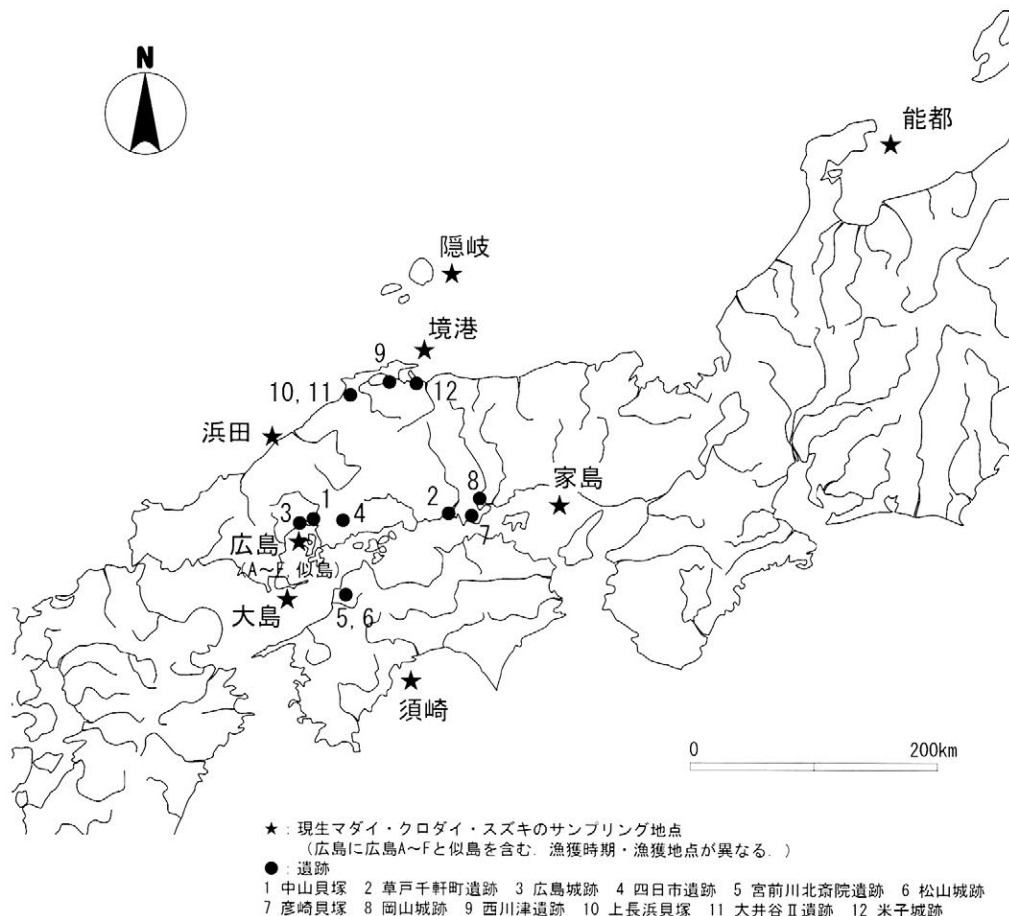 N
能都
隠岐
境港
9
10, 11
12
浜田
家島
8
2
1
3
4
7
広島
(A～F 似島)
大島
5, 6
須崎
0 200km
★ : 現生マダイ・クロダイ・スズキのサンプリング地点
(広島に広島A～Fと似島を含む. 漁獲時期・漁獲地点が異なる. )
● : 遺跡
1 中山貝塚 2 草戸千軒町遺跡 3 広島城跡 4 四日市遺跡 5 宮前川北斎院遺跡 6 松山城跡
7 彦崎貝塚 8 岡山城跡 9 西川津遺跡 10 上長浜貝塚 11 大井谷Ⅱ遺跡 12 米子城跡